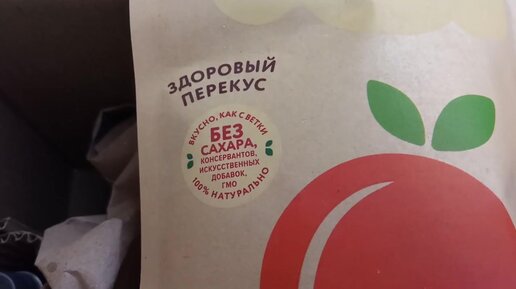 ЗДОРОВЫЙ
ПЕРЕКУС
ВКУСНО, КАК С ВЕТКИ
БЕЗ
САХАРА,
КОНСЕРВАНТОВ,
ИСКУССТВЕННЫХ
ДОБАВОК,
ГМО
100% НАТУРАЛЬНО